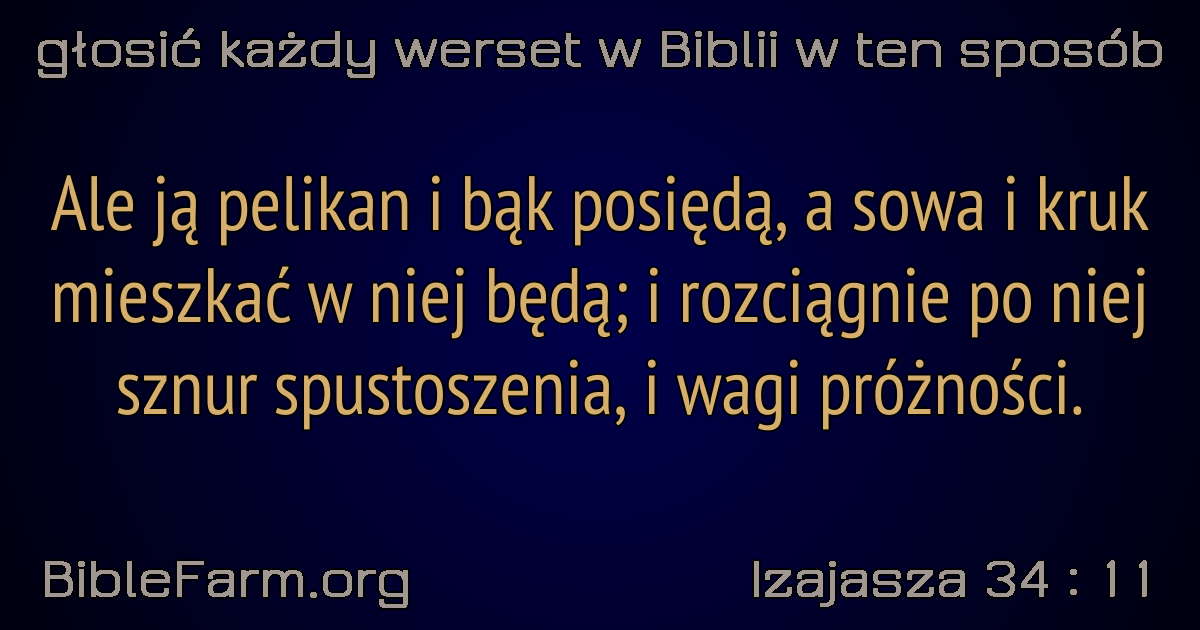 głosić każdy werset w Biblii w ten sposób
Ale ją pelikan i bąk posiędą, a sowa i kruk
mieszkać w niej będą; i rozciągnie po niej
sznur spustoszenia, i wagi próżności.
BibleFarm.org
Izajasza 34 : 11